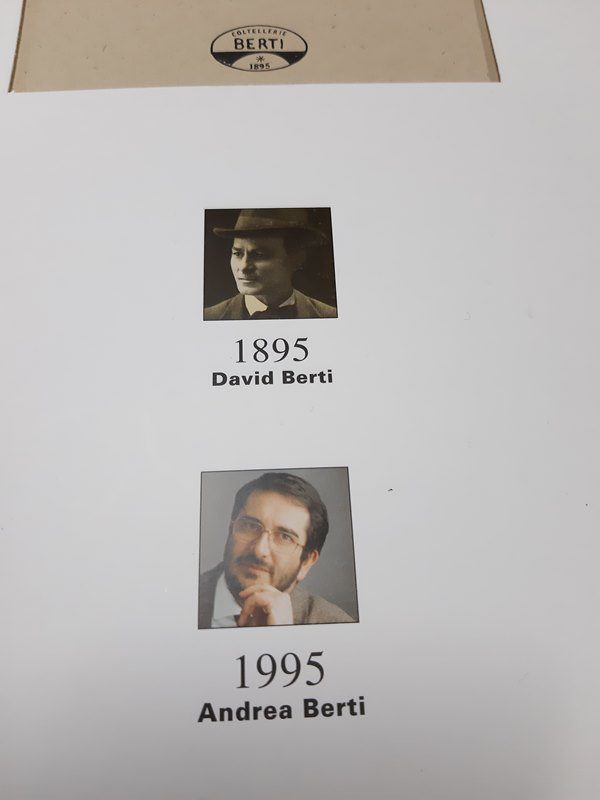 COLTELLERIE
BERTI
1895
1895
David Berti
1995
Andrea Berti